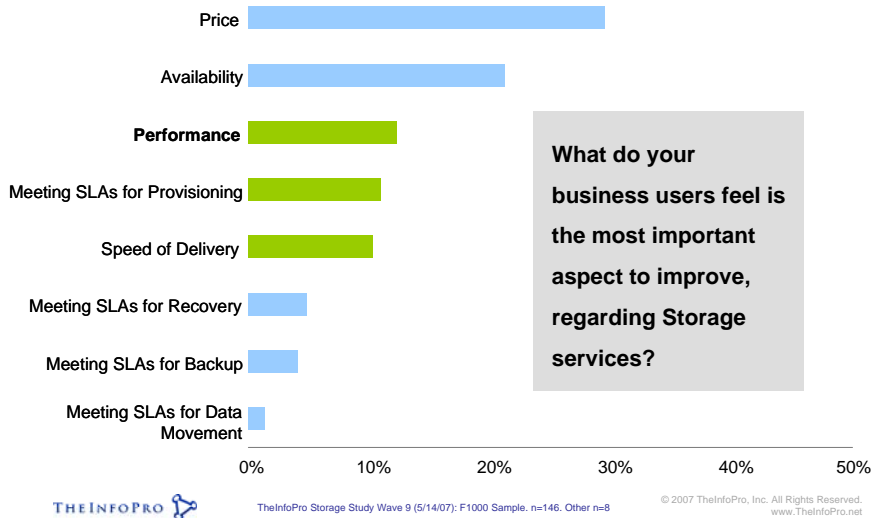 Price
Availability
Performance
Meeting SLAs for Provisioning
Speed of Delivery
Meeting SLAs for Recovery
Meeting SLAs for Backup
Meeting SLAs for Data
Movement
What do your
business users feel is
the most important
aspect to improve,
regarding Storage
services?
0% 10% 20% 30% 40% 50%
THEINFOPRO
TheInfoPro Storage Study Wave 9 (5/14/07): F1000 Sample. n=146. Other n=8
© 2007 TheInfoPro, Inc. All Rights Reserved.
www.TheInfoPro.net